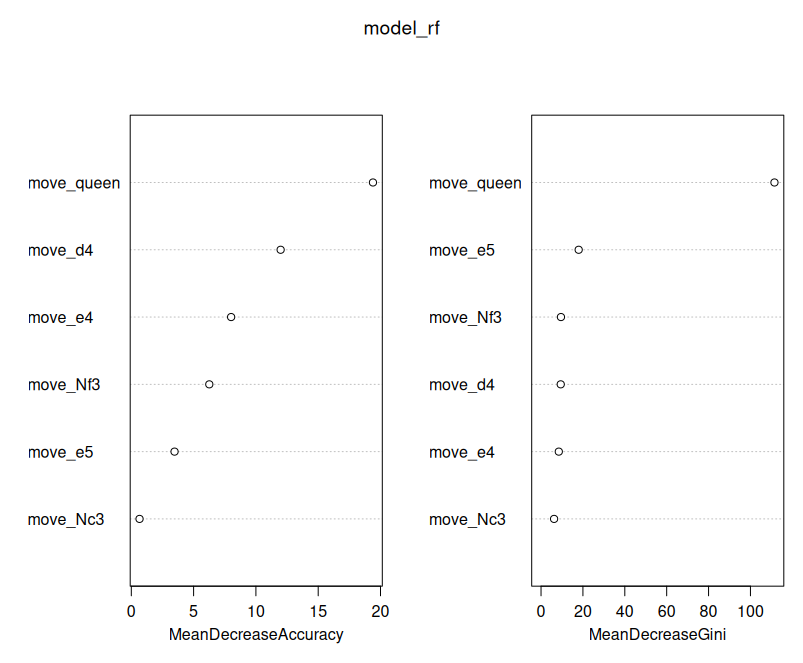 model_rf
move_queen
move_d4
move_e4
move_Nf3
move_e5
move_Nc3
0 5 10 15 20
MeanDecreaseAccuracy
move_queen
move_e5
move_Nf3
move_d4
move_e4
move_Nc3
0 20 40 60 80 100
MeanDecreaseGini